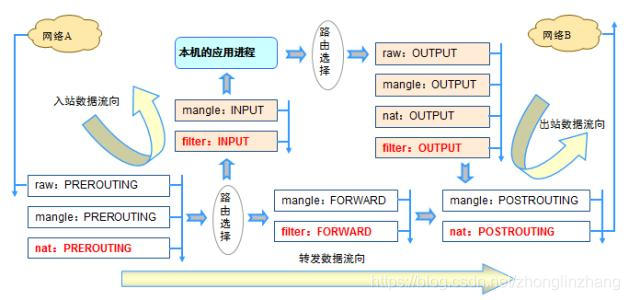 网络A
本机的应用进程
路由选择
raw：OUTPUT
mangle：OUTPUT
nat：OUTPUT
filter：OUTPUT
网络B
入站数据流向
mangle：INPUT
filter：INPUT
出站数据流向
raw：PREROUTING
mangle：PREROUTING
nat：PREROUTING
路由选择
mangle：FORWARD
filter：FORWARD
mangle：POSTROUTING
nat：POSTROUTING
转发数据流向
https://blog.csdn.net/zhonglinzhang